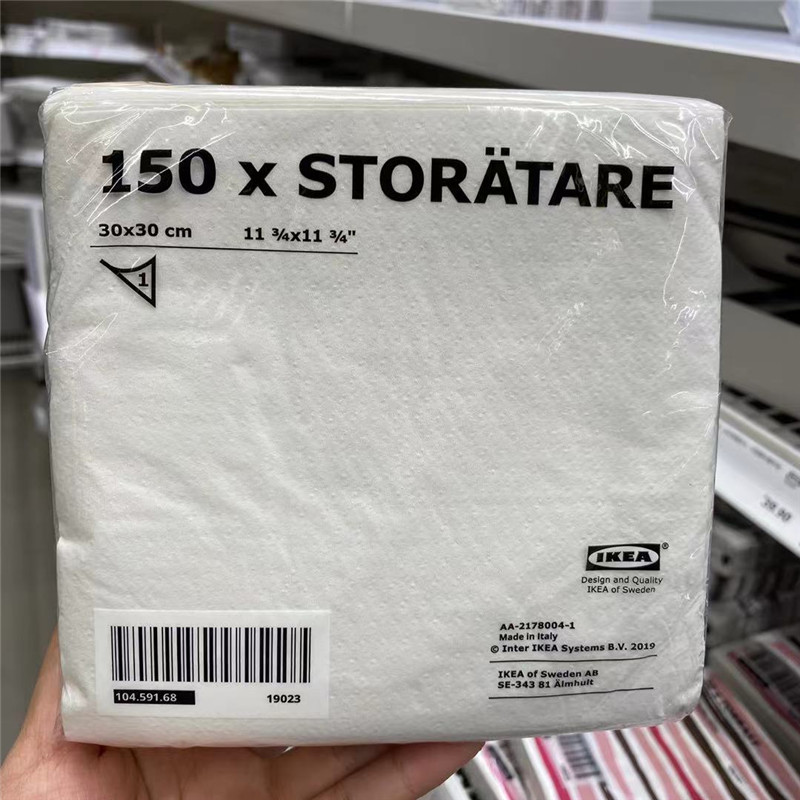 150 x STORÄTARE
30x30 cm 11 ¾x11 ¾"
1
IKEA®
Design and Quality
IKEA of Sweden
AA-2178004-1
Made in Italy
© Inter IKEA Systems B.V. 2019
IKEA of Sweden AB
SE-343 81 Älmhult
104.591.68 19023
39.90